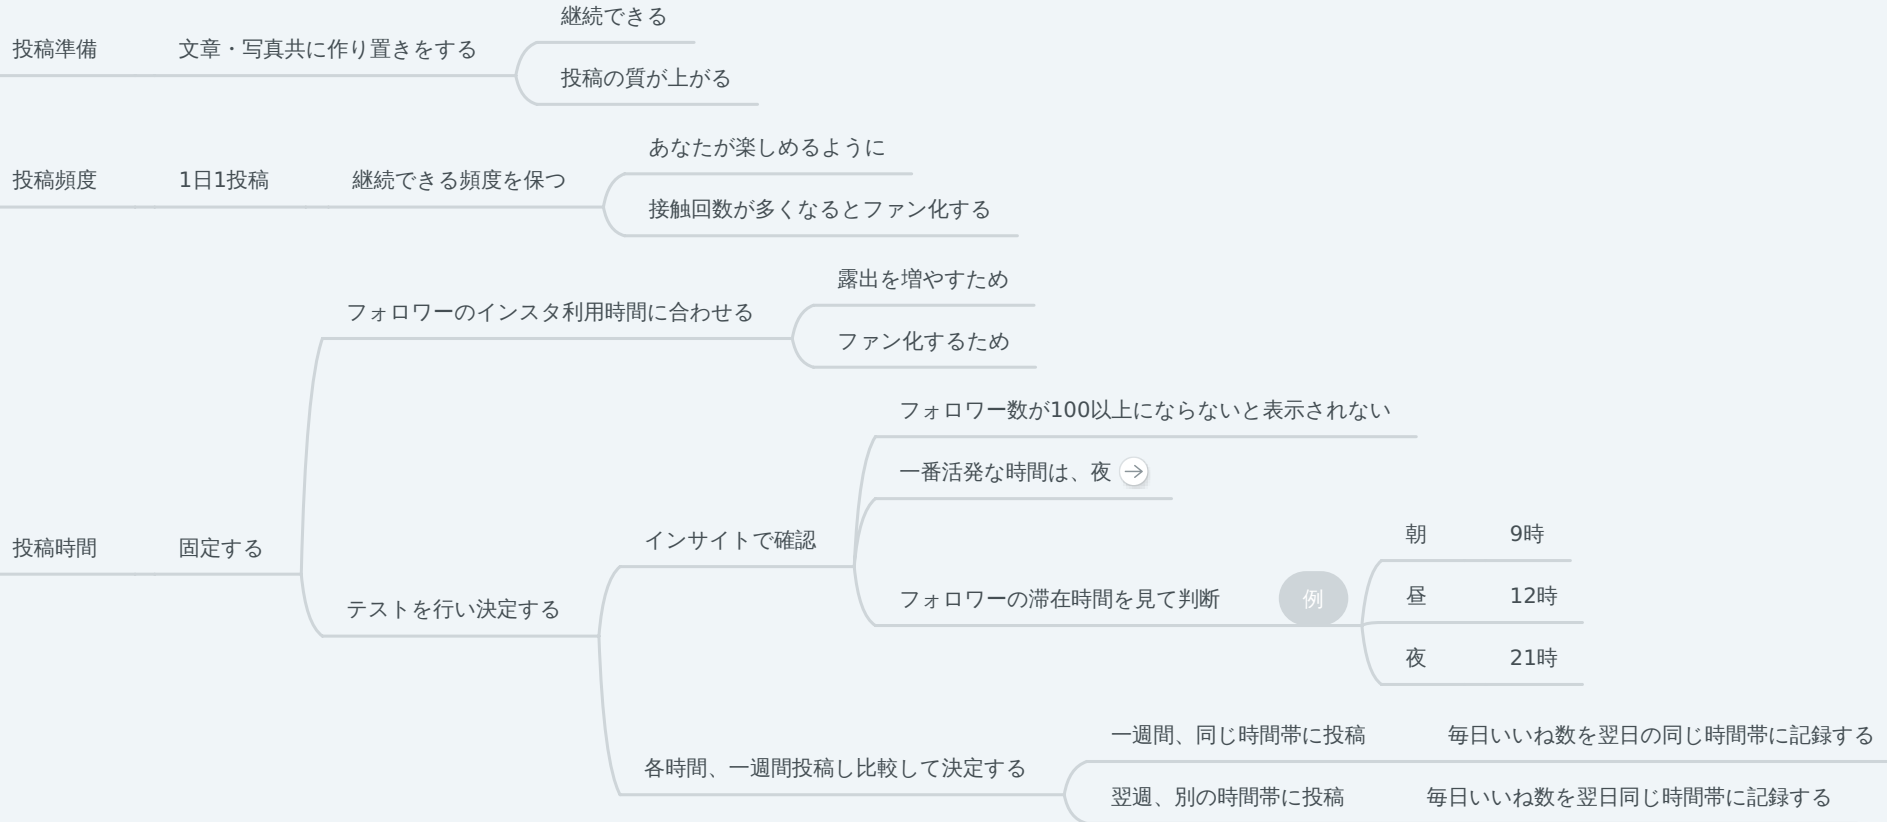 継続できる
投稿準備 文章・写真共に作り置きをする
投稿の質が上がる
あなたが楽しめるように
投稿頻度 1日1投稿 継続できる頻度を保つ
接触回数が多くなるとファン化する
露出を増やすため
フォロワーのインスタ利用時間に合わせる
ファン化するため
フォロワー数が100以上にならないと表示されない
一番活発な時間は、夜
インサイトで確認
朝 9時
投稿時間 固定する
昼 12時
フォロワーの滞在時間を見て判断 例
テストを行い決定する
夜 21時
一週間、同じ時間帯に投稿 毎日いいね数を翌日の同じ時間帯に記録する
各時間、一週間投稿し比較して決定する
翌週、別の時間帯に投稿 毎日いいね数を翌日同じ時間帯に記録する